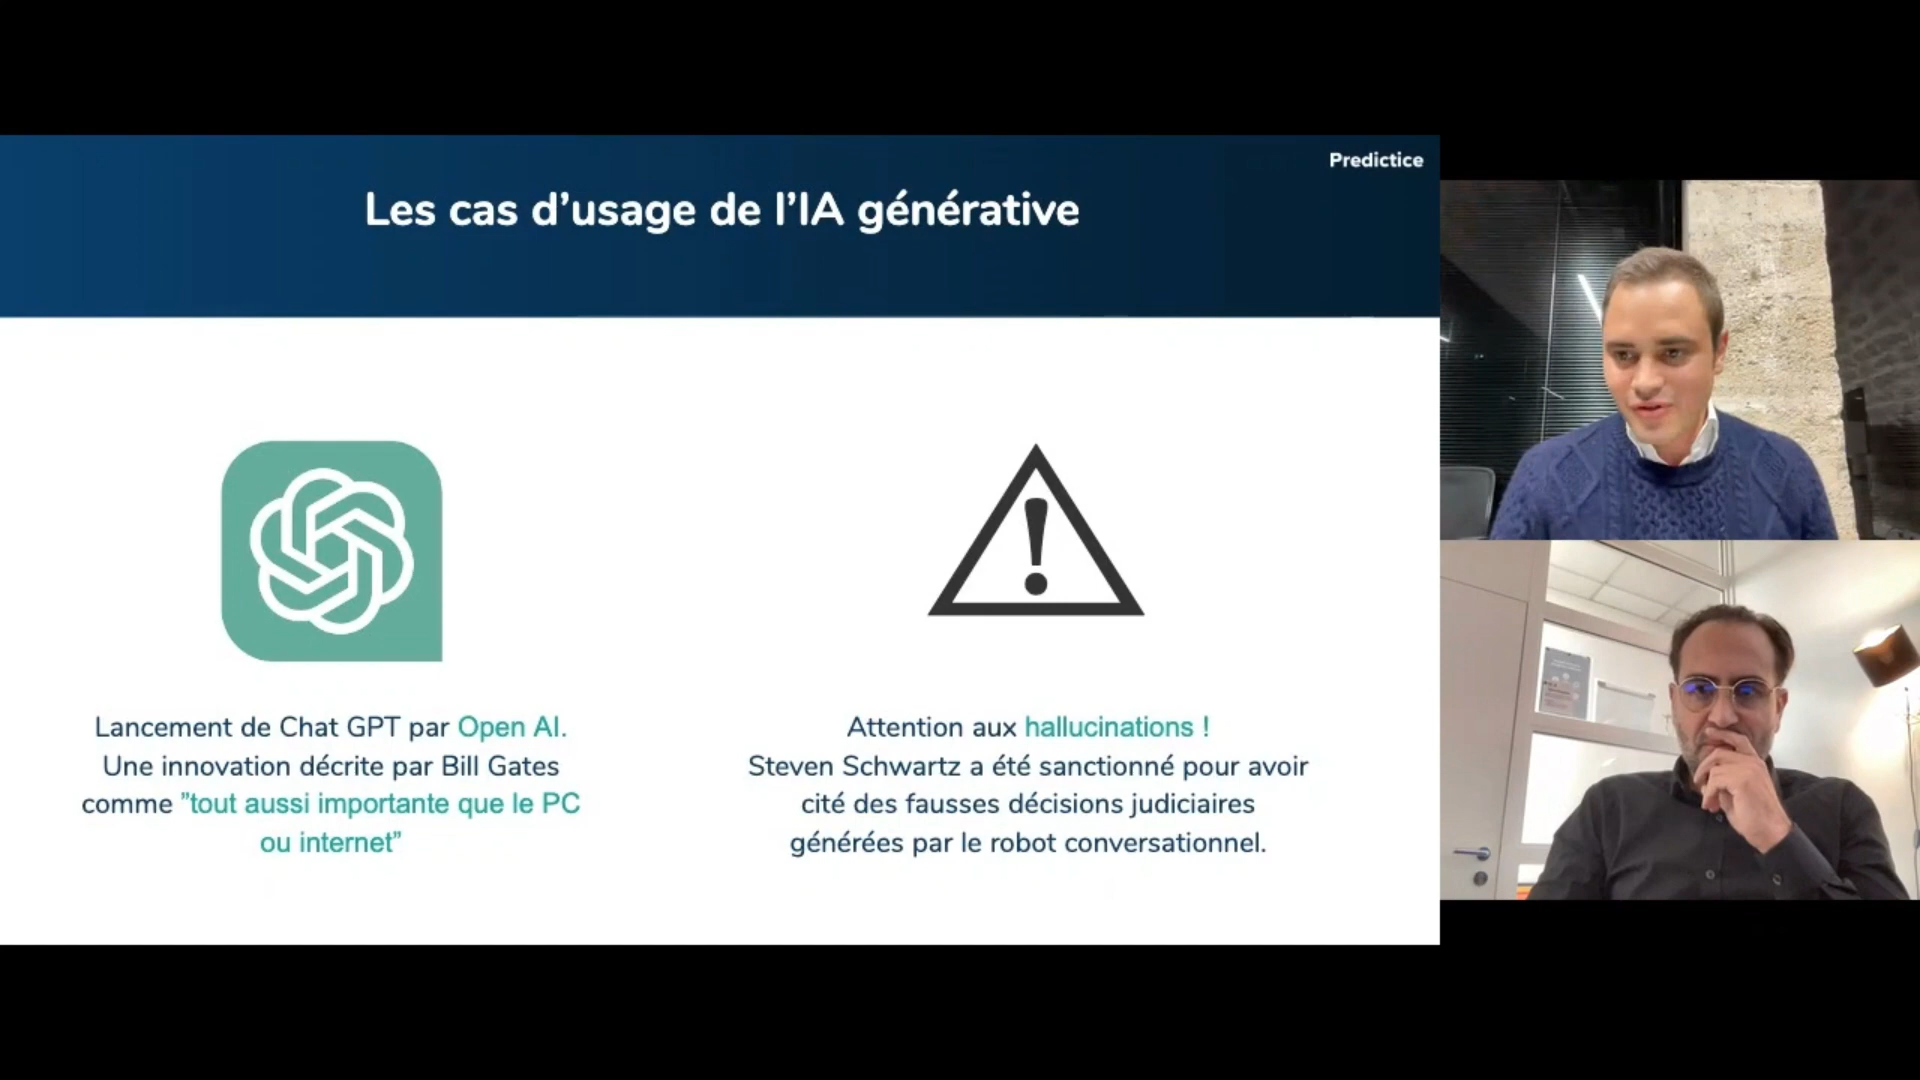 Predictice
Les cas d’usage de l’IA générative
Lancement de Chat GPT par Open AI.
Une innovation décrite par Bill Gates
comme ”tout aussi importante que le PC
ou internet”
Attention aux hallucinations !
Steven Schwartz a été sanctionné pour avoir
cité des fausses décisions judiciaires
générées par le robot conversationnel.